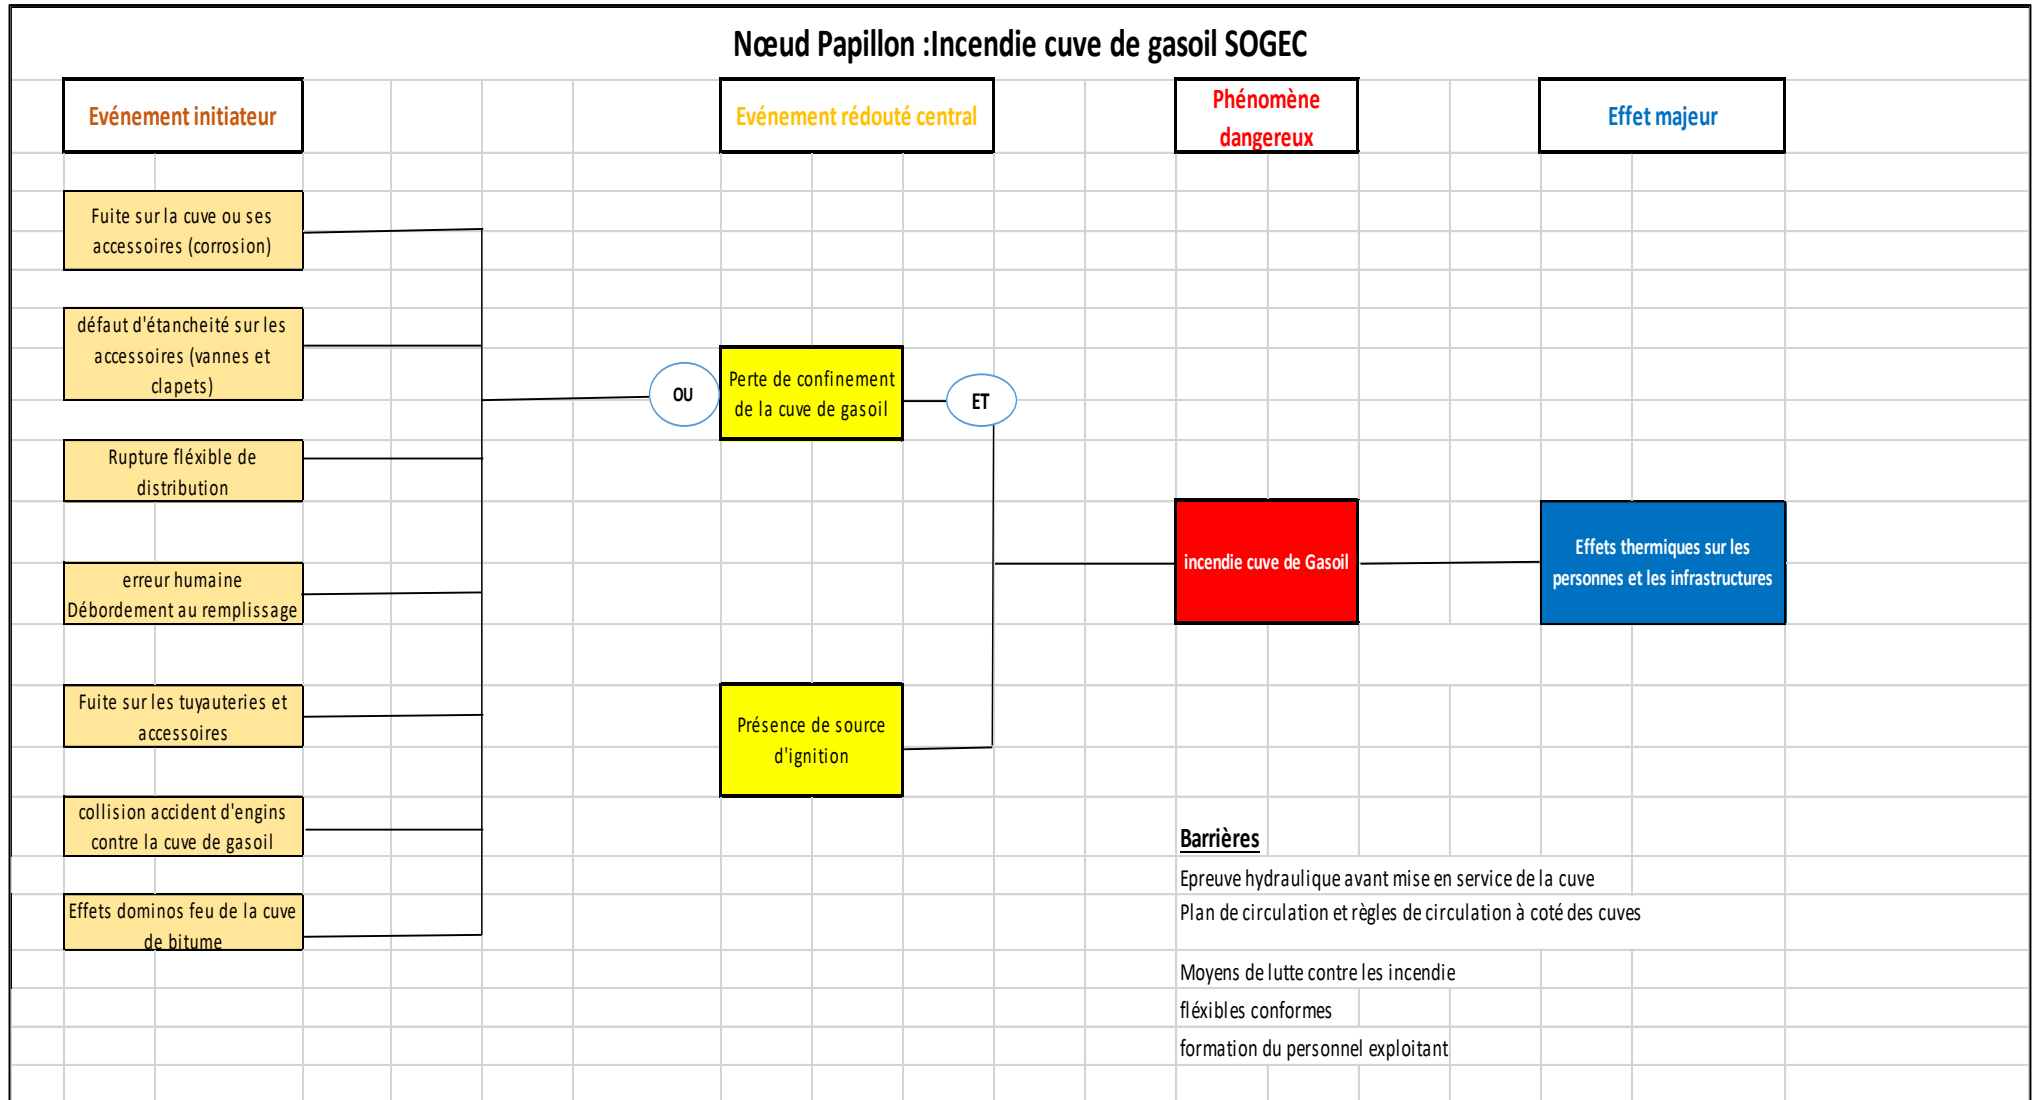 Nœud Papillon :Incendie cuve de gasoil SOGEC
Evénement initiateur
Evénement rédouté central
Phénomène
dangereux
Effet majeur
Fuite sur la cuve ou ses
accessoires (corrosion)
défaut d'étancheité sur les
accessoires (vannes et
clapets)
Rupture fléxible de
distribution
erreur humaine
Débordement au remplissage
Fuite sur les tuyauteries et
accessoires
collision accident d'engins
contre la cuve de gasoil
Effets dominos feu de la cuve
de bitume
OU
Perte de confinement
de la cuve de gasoil
ET
Présence de source
d'ignition
incendie cuve de Gasoil
Effets thermiques sur les
personnes et les infrastructures
Barrières
Epreuve hydraulique avant mise en service de la cuve
Plan de circulation et règles de circulation à coté des cuves
Moyens de lutte contre les incendie
fléxibles conformes
formation du personnel exploitant